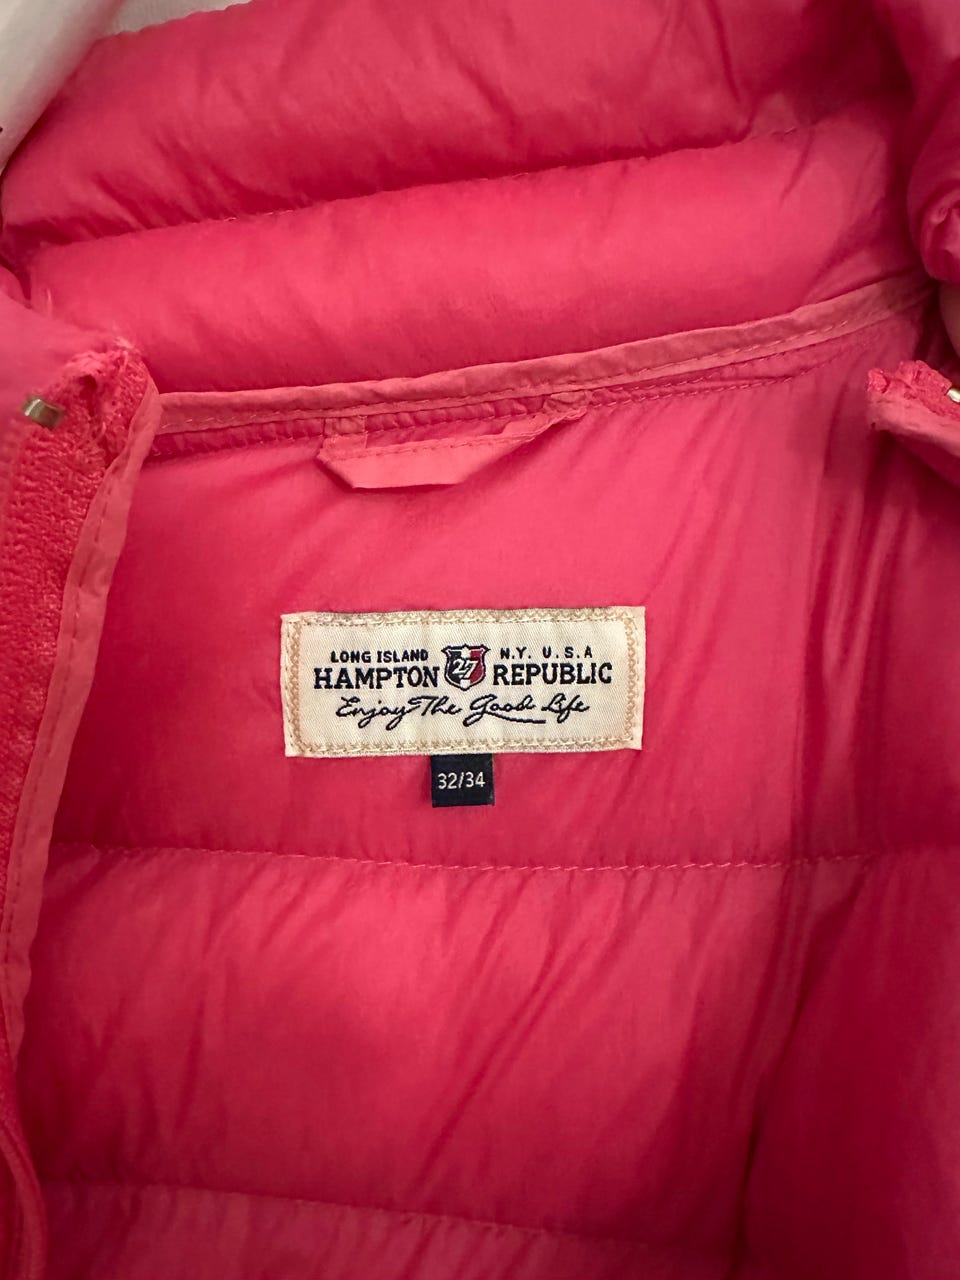 LONG ISLAND 27 N.Y. U.S.A
HAMPTON REPUBLIC
Enjoy The Good Life
32/34